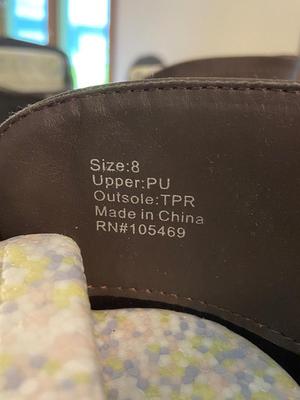 Size:8
Upper:PU
Outsole:TPR
Made in China
RN#105469